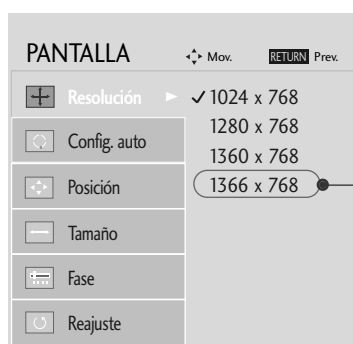 PANTALLA Mov. RETURN Prev.
Resolución 1024 x 768
1280 x 768
Config. auto
1360 x 768
Posición 1366 x 768
Tamaño
Fase
Reajuste